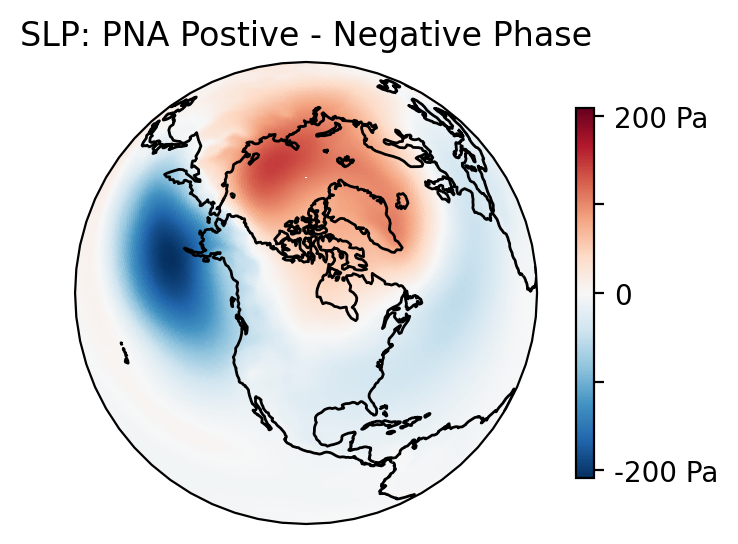 SLP: PNA Postive - Negative Phase
200 Pa
0
-200 Pa